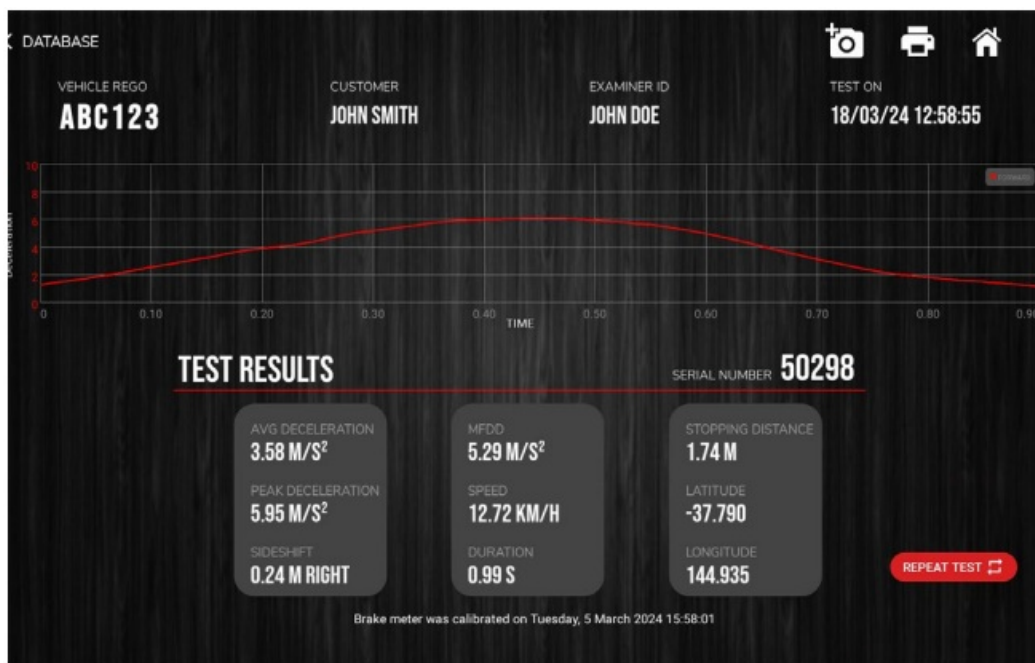 DATABASE
VEHICLE REGO
ABC123
CUSTOMER
JOHN SMITH
EXAMINER ID
JOHN DOE
TEST ON
18/03/24 12:58:55
10
8
6
4
2
0
0 0.10 0.20 0.30 0.40 0.50 0.60 0.70 0.80 0.90
TIME
TEST RESULTS
SERIAL NUMBER 50298
AVG DECELERATION
3.58 M/S²
PEAK DECELERATION
5.95 M/S²
SIDESHIFT
0.24 M RIGHT
MFDD
5.29 M/S²
SPEED
12.72 KM/H
DURATION
0.99 S
STOPPING DISTANCE
1.74 M
LATITUDE
-37.790
LONGITUDE
144.935
REPEAT TEST
Brake meter was calibrated on Tuesday, 5 March 2024 15:58:01